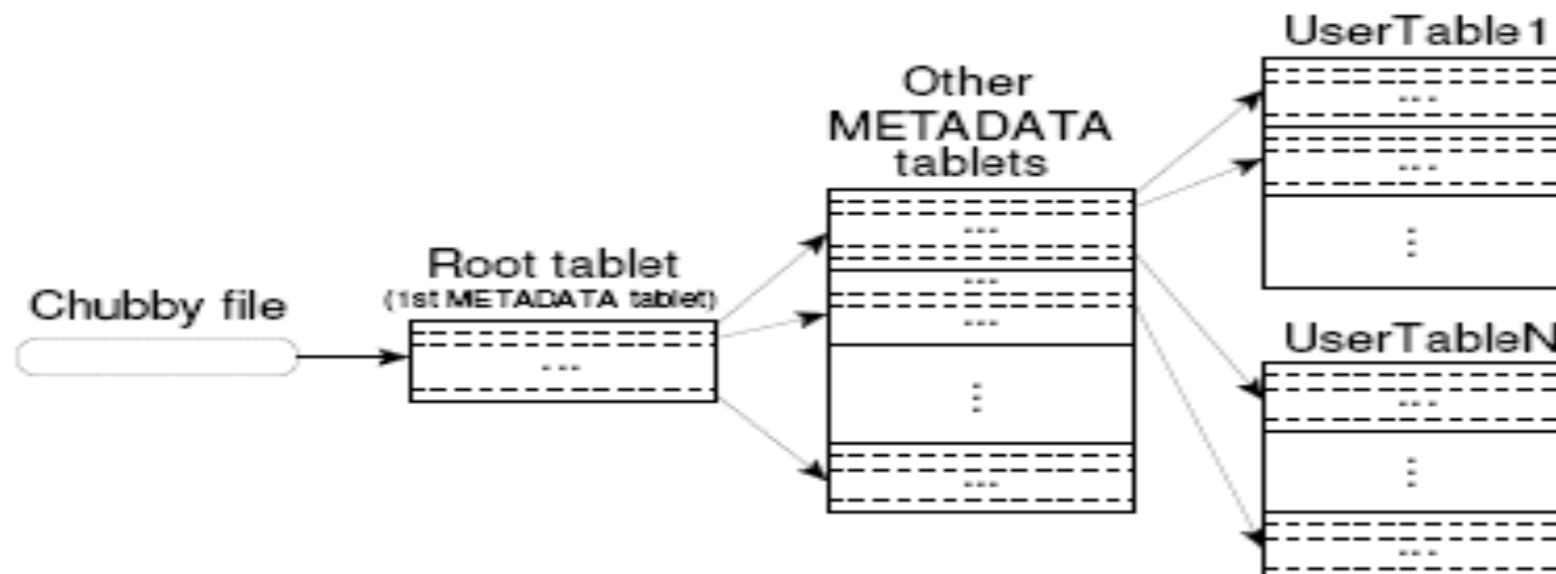 Chubby file
Root tablet
(1st METADATA tablet)
...
Other
METADATA
tablets
...
...
...
...
...
UserTable1
...
...
...
UserTableN
...
...
...